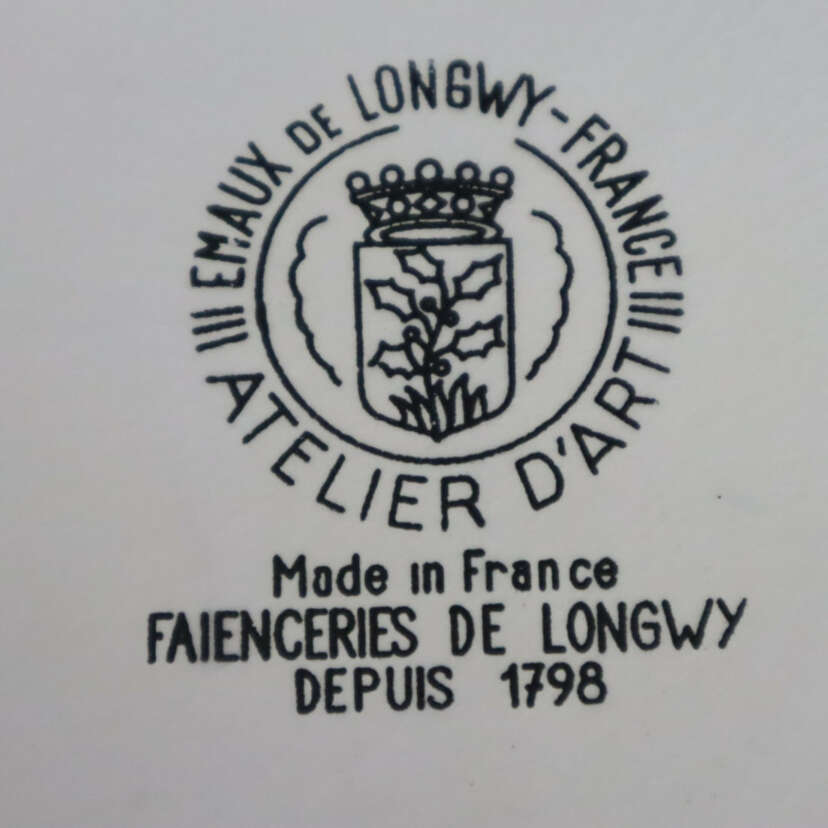 EMAUX DE LONGWY-FRANCE
ATELIER D'ART
Made in France
FAIENCERIES DE LONGWY
DEPUIS 1798